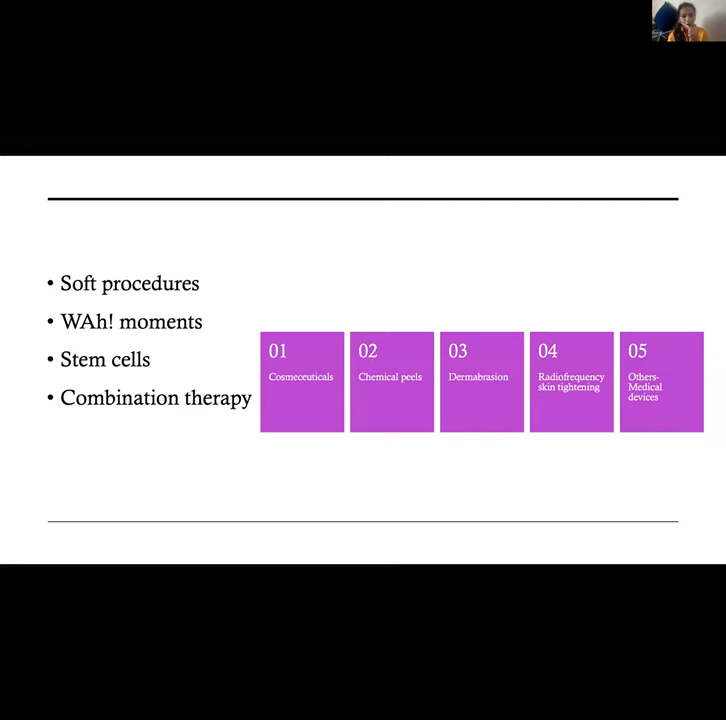 • Soft procedures
• WAh! moments
• Stem cells
• Combination therapy
01
Cosmeceuticals
02
Chemical peels
03
Dermabrasion
04
Radiofrequency
skin tightening
05
Others-
Medical
devices